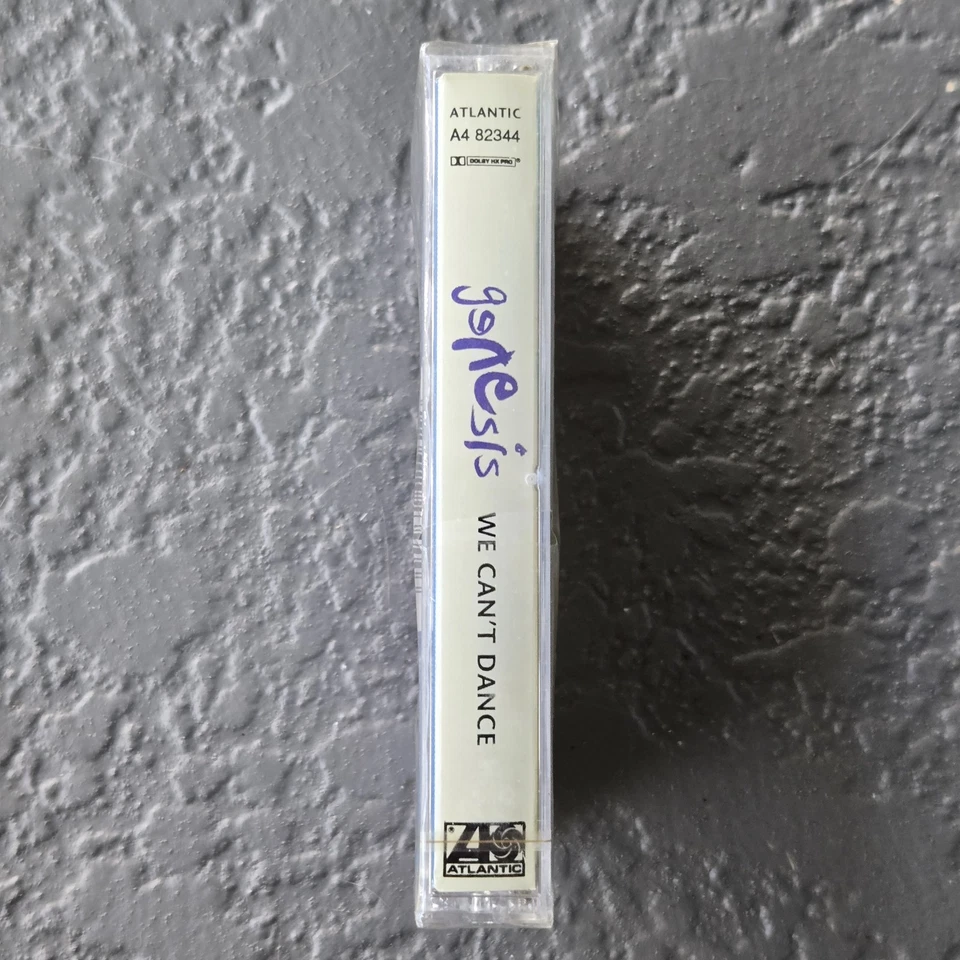 ATLANTIC
A4 82344
DOLBY HX PRO
genesis
WE CAN'T DANCE
ATLANTIC